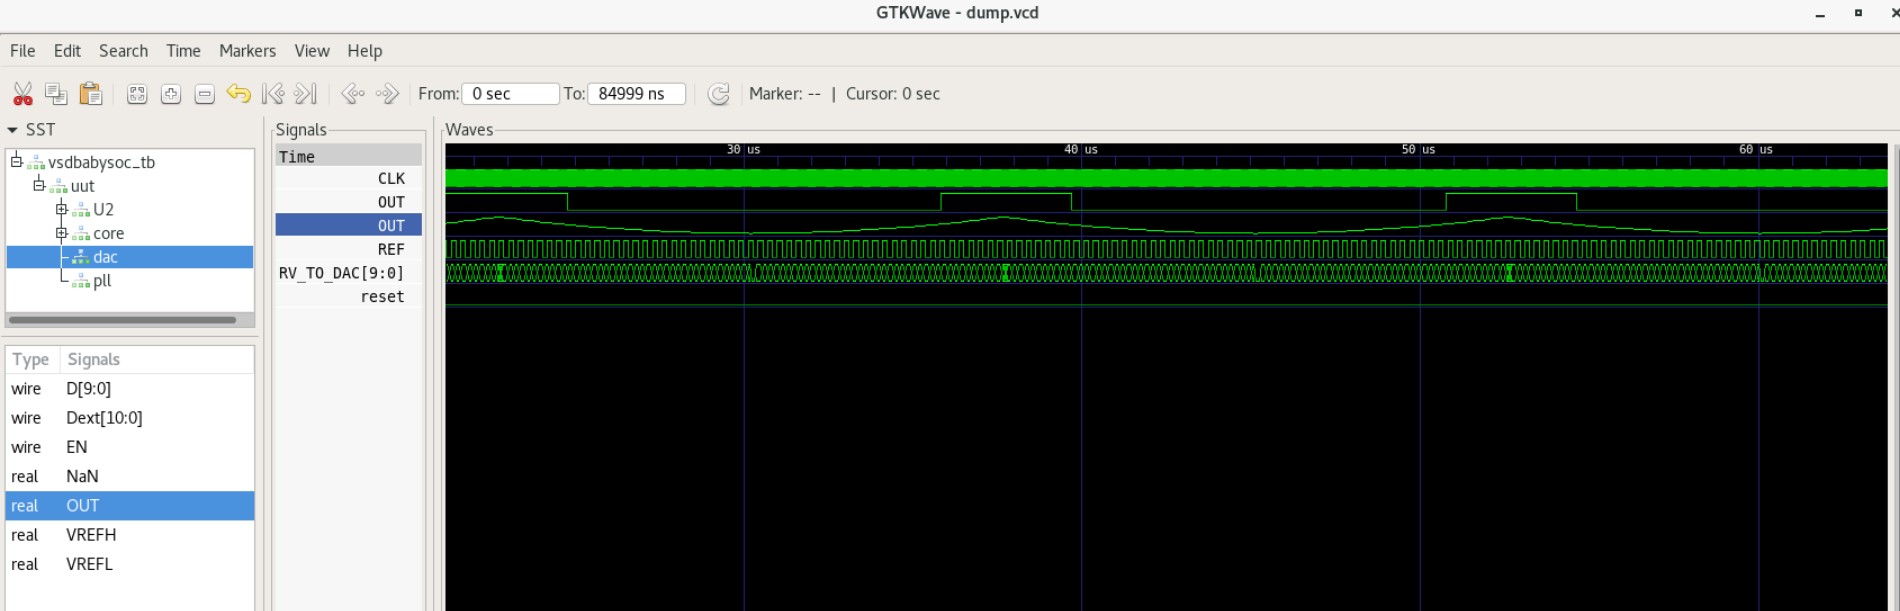 GTKWave - dump.vcd
File Edit Search Time Markers View Help
From: 0 sec To: 84999 ns Marker: -- | Cursor: 0 sec
SST
vsdbabysoc_tb
uut
U2
core
dac
pll
Type Signals
wire D[9:0]
wire Dext[10:0]
wire EN
real NaN
real OUT
real VREFH
real VREFL
Signals
Time
CLK
OUT
OUT
REF
RV_TO_DAC[9:0]
reset
Waves
30 us 40 us 50 us 60 us